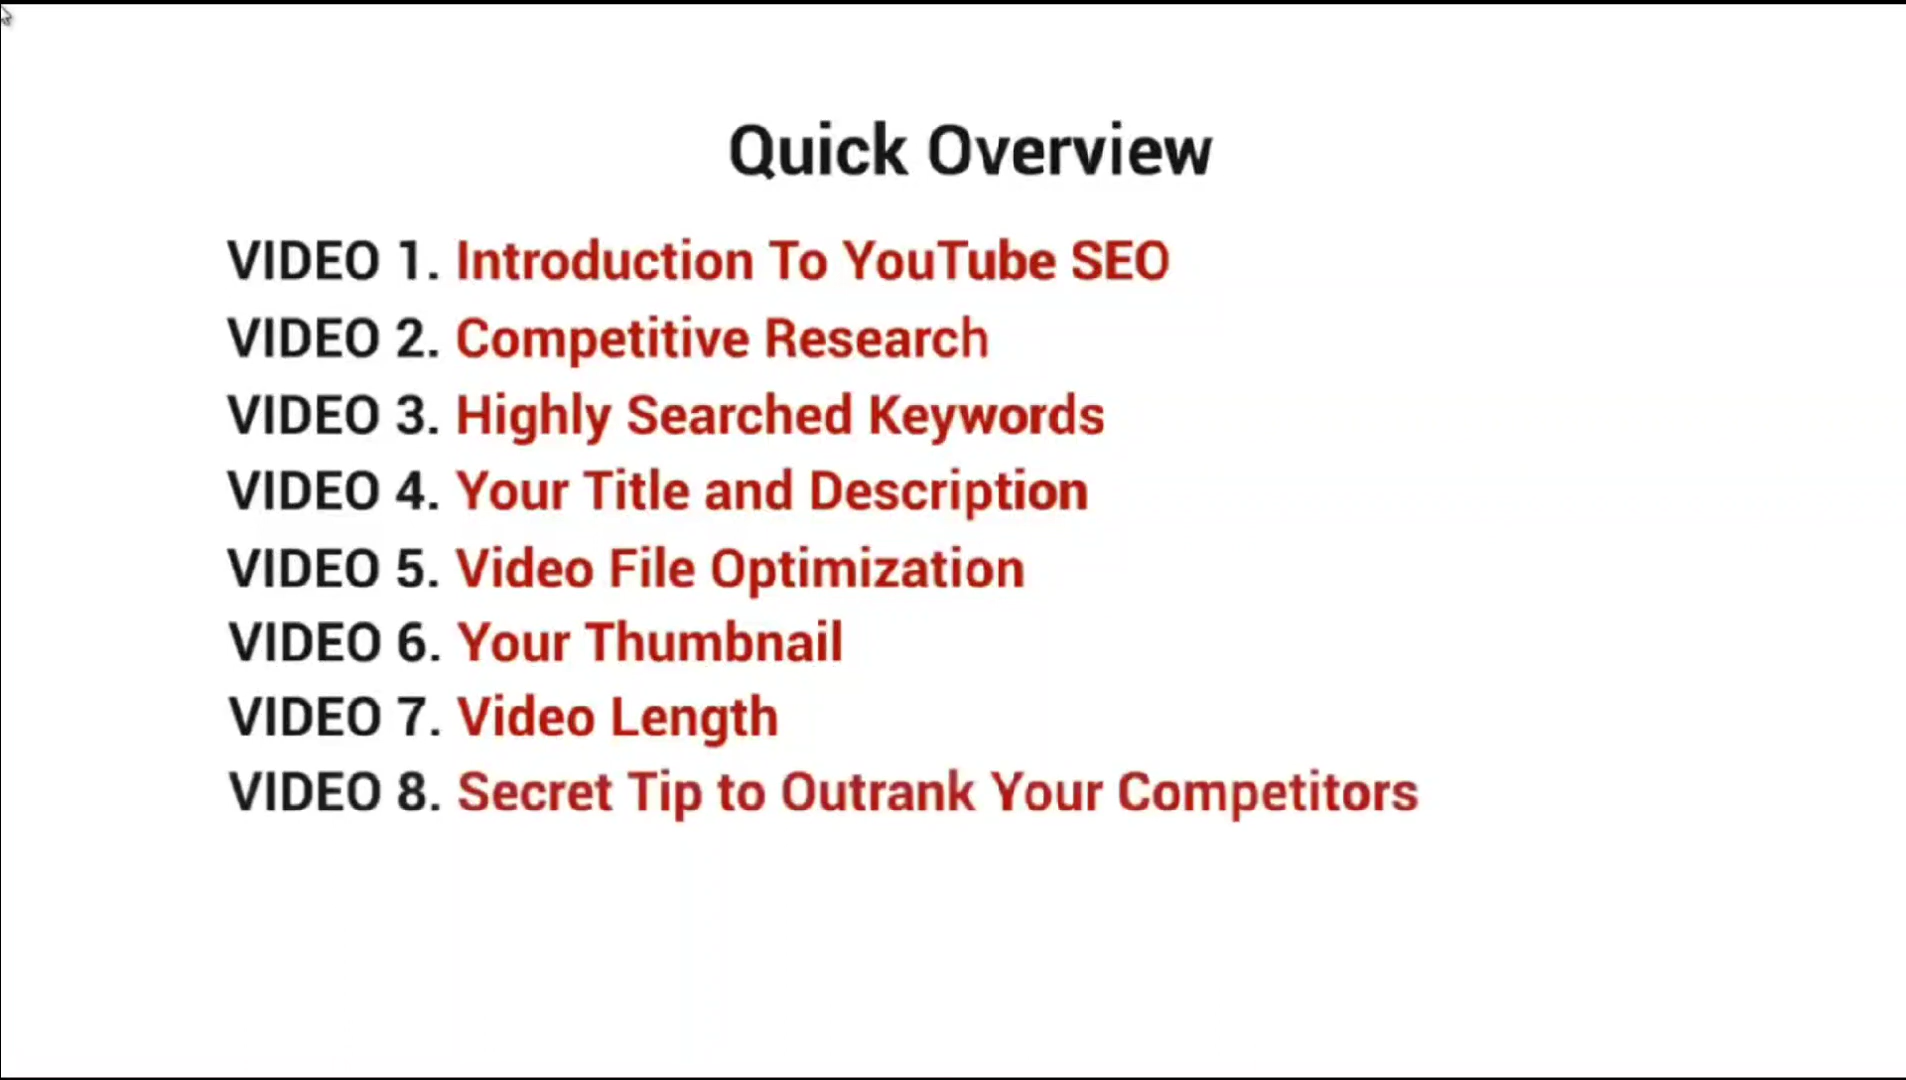 Quick Overview
VIDEO 1. Introduction To YouTube SEO
VIDEO 2. Competitive Research
VIDEO 3. Highly Searched Keywords
VIDEO 4. Your Title and Description
VIDEO 5. Video File Optimization
VIDEO 6. Your Thumbnail
VIDEO 7. Video Length
VIDEO 8. Secret Tip to Outrank Your Competitors